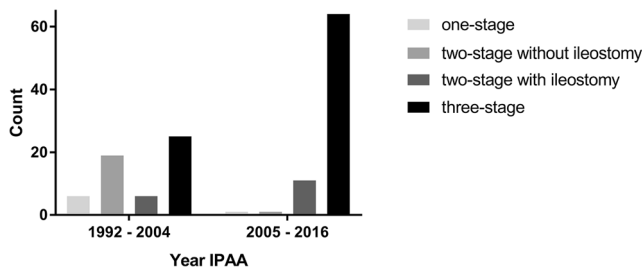 one-stage
two-stage without ileostomy
two-stage with ileostomy
three-stage
Count
60
40
20
0
1992 - 2004
2005 - 2016
Year IPAA